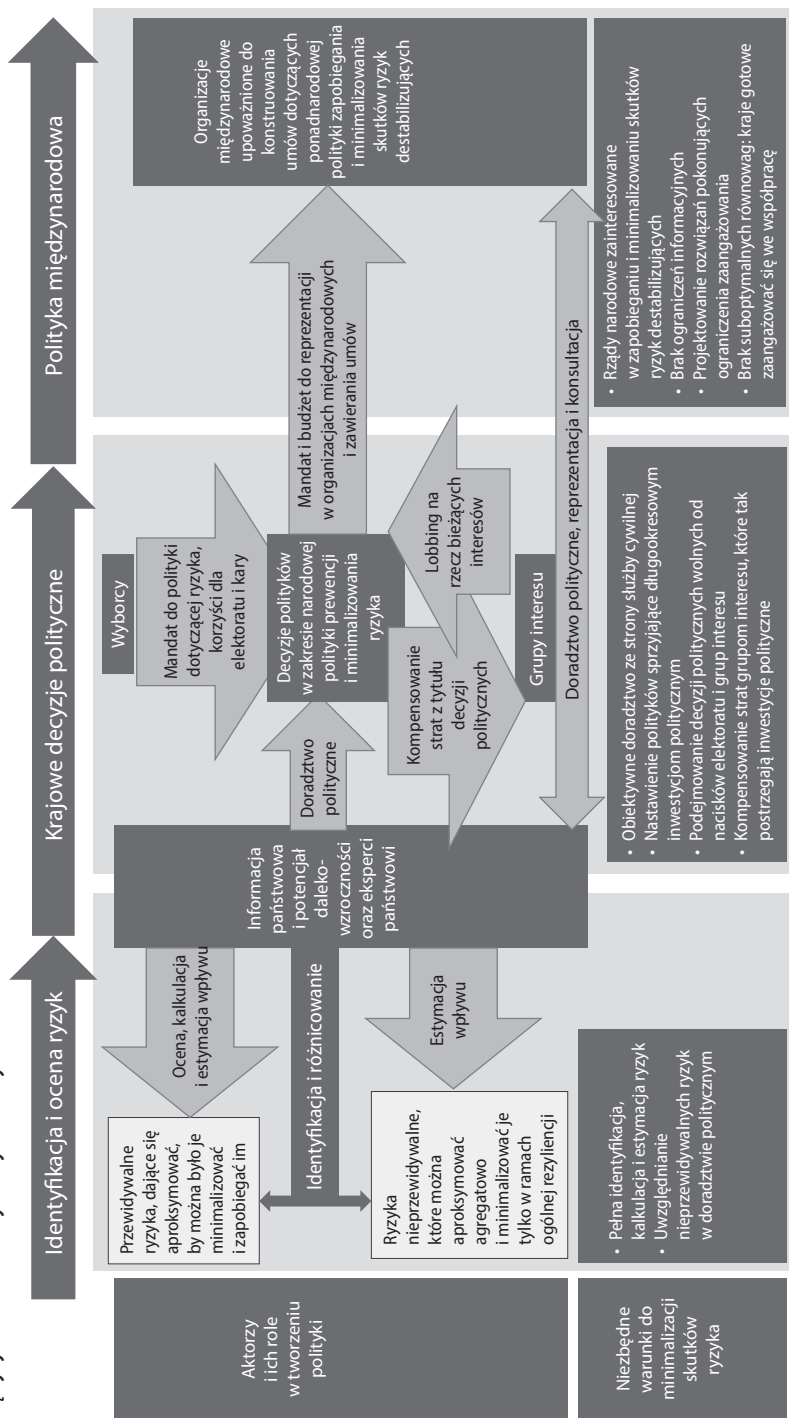 Identyfikacja i ocena ryzyk
Krajowe decyzje polityczne
Polityka międzynarodowa
Aktorzy
i ich role
w tworzeniu
polityki
Przewidywalne
ryzyka, dające się
aproksymować,
by można było je
minimalizować
i zapobiegać im
Ocena, kalkulacja
i estymacja wpływu
Identyfikacja i różnicowanie
Ryzyka
nieprzewidywalne,
które można
aproksymować
agregatowo
i minimalizować je
tylko w ramach
ogólnej rezyliencji
Estymacja
wpływu
Informacja
państwowa
i potencjał
daleko-
wzroczności
oraz eksperci
państwowi
Doradztwo
polityczne
Wyborcy
Mandat do polityki
dotyczącej ryzyka,
korzyści dla
elektoratu i kary
Decyzje polityków
w zakresie narodowej
polityki prewencji
i minimalizowania
ryzyka
Kompensowanie
strat z tytułu
decyzji
politycznych
Lobbing na
rzecz bieżących
interesów
Grupy interesu
Mandat i budżet do reprezentacji
w organizacjach międzynarodowych
i zawierania umów
Organizacje
międzynarodowe
upoważnione do
konstruowania
umów dotyczących
ponadnarodowej
polityki zapobiegania
i minimalizowania
skutków ryzyk
destabilizujących
Doradztwo polityczne, reprezentacja i konsultacja
Niezbędne
warunki do
minimalizacji
skutków
ryzyka
• Pełna identyfikacja,
kalkulacja i estymacja ryzyk
• Uwzględnianie
nieprzewidywalnych ryzyk
w doradztwie politycznym
• Obiektywne doradztwo ze strony służby cywilnej
• Nastawienie polityków sprzyjające długookresowym
inwestycjom politycznym
• Podejmowanie decyzji politycznych wolnych od
nacisków elektoratu i grup interesu
• Kompensowanie strat grupom interesu, które tak
postrzegają inwestycje polityczne
• Rządy narodowe zainteresowane
w zapobieganiu i minimalizowaniu skutków
ryzyk destabilizujących
• Brak ograniczeń informacyjnych
• Projektowanie rozwiązań pokonujących
ograniczenia zaangażowania
• Brak suboptymalnych równowag: kraje gotowe
zaangażować się we współpracę